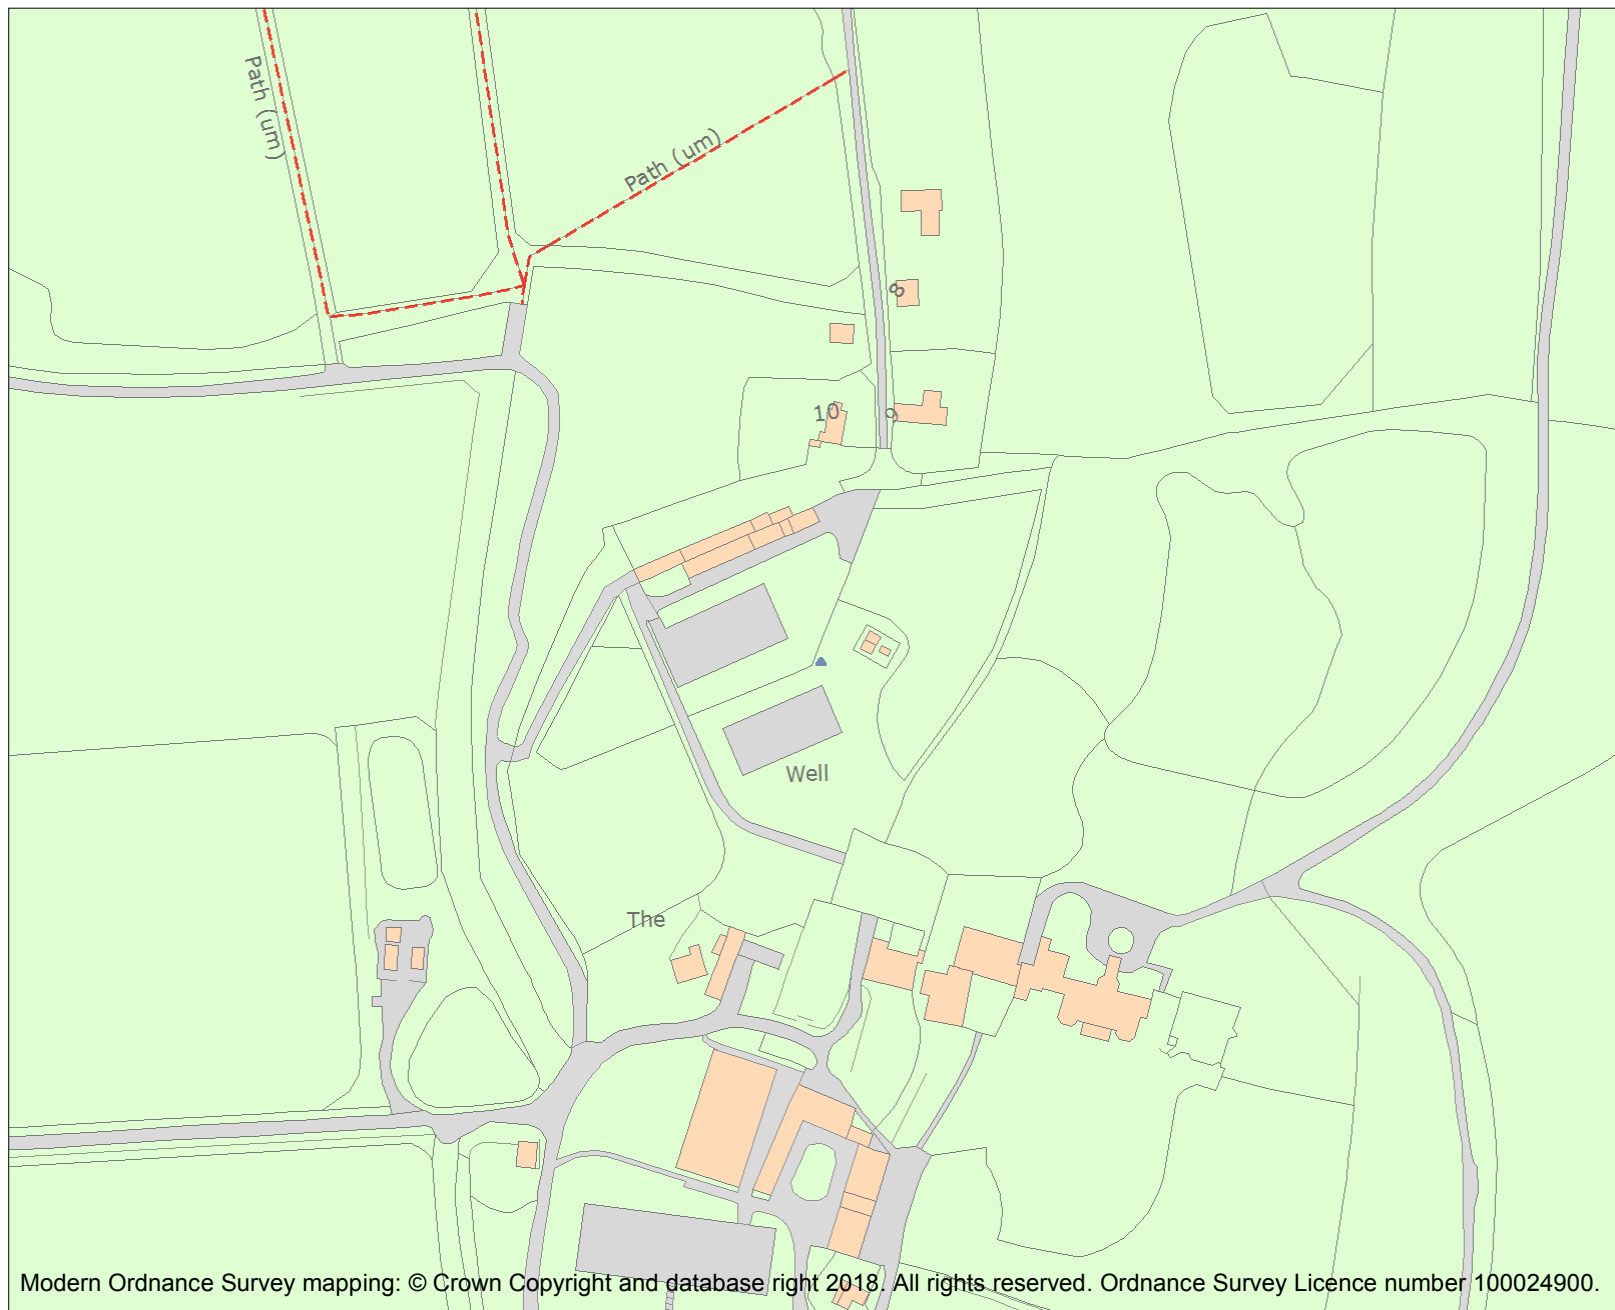 Path (um)
Path (um)
8
10
9
Well
The
Modern Ordnance Survey mapping: © Crown Copyright and database right 2018. All rights reserved. Ordnance Survey Licence number 100024900.